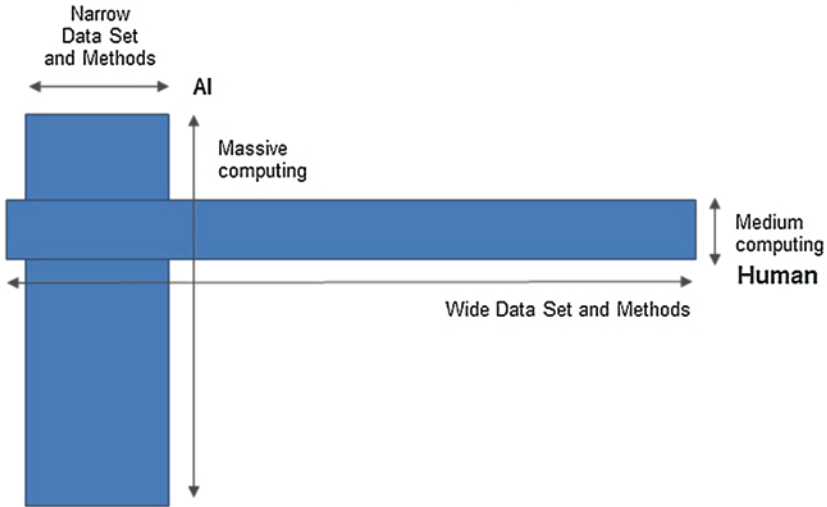 Narrow
Data Set
and Methods
AI
Massive
computing
Medium
computing
Human
Wide Data Set and Methods